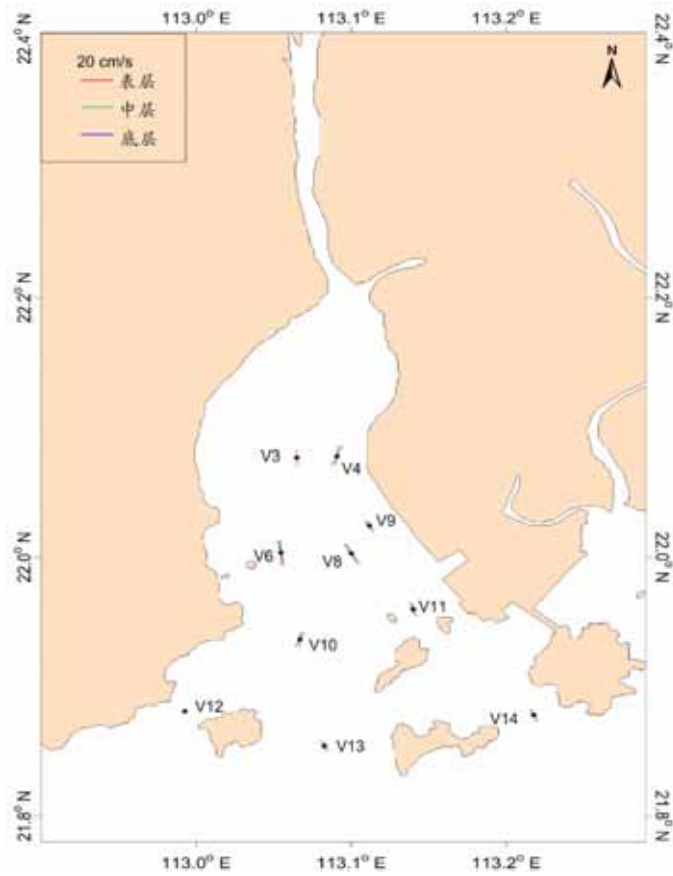 113.0° E 113.1° E 113.2° E
22.4° N 22.4° N
20 cm/s
表层
中层
底层
N
22.2° N 22.2° N
V3 V4
V9
22.0° N V6 V8 22.0° N
V11
V10
V12 V14
V13
21.8° N 21.8° N
113.0° E 113.1° E 113.2° E